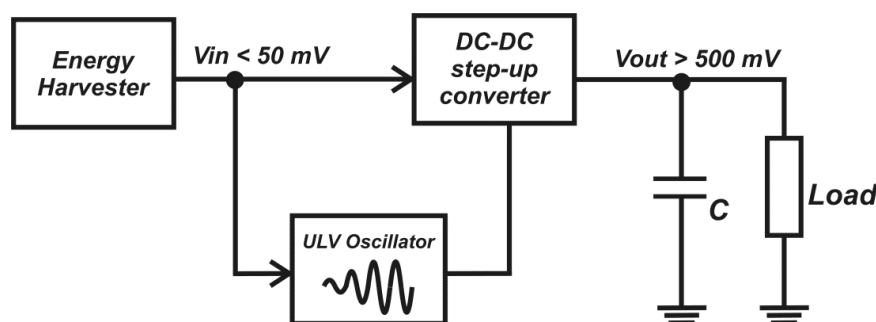 Energy
Harvester
Vin < 50 mV
DC-DC
step-up
converter
Vout > 500 mV
ULV Oscillator
C
Load